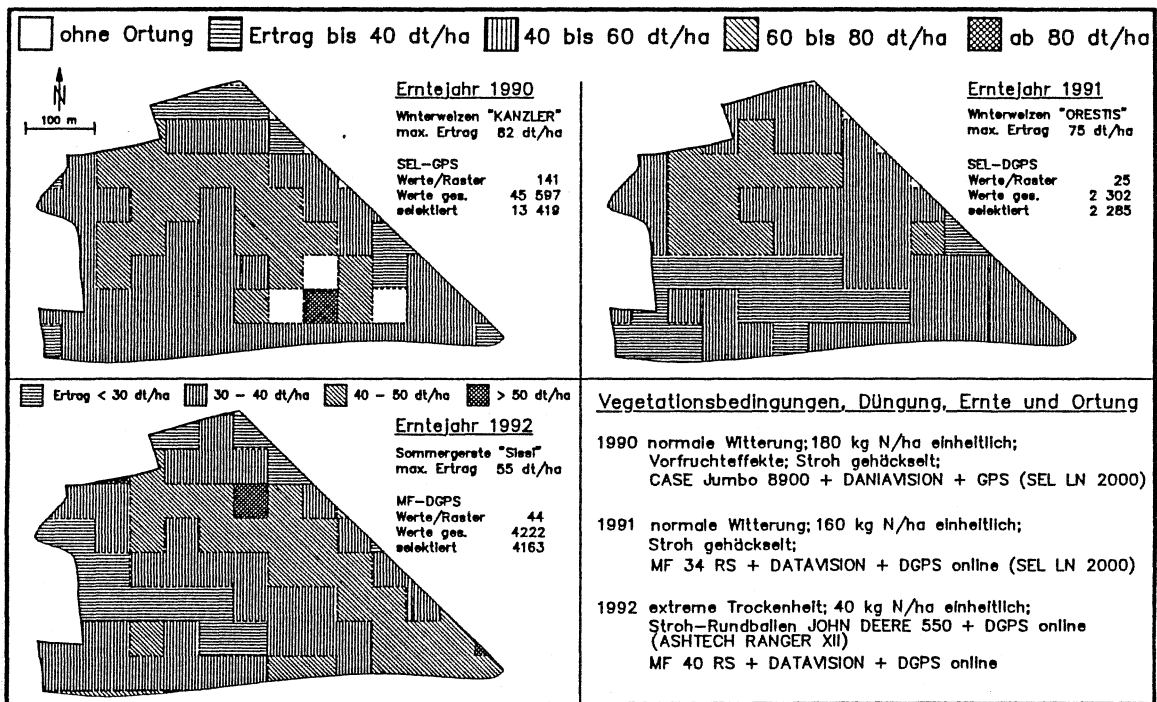 ohne Ortung Ertrag bis 40 dt/ha 40 bis 60 dt/ha 60 bis 80 dt/ha ab 80 dt/ha
N
100 m
Erntejahr 1990
Winterweizen "KANZLER"
max. Ertrag 82 dt/ha
SEL-GPS
Werte/Raster 141
Werte ges. 45 597
selektiert 13 419
Erntejahr 1991
Winterweizen "ORESTIS"
max. Ertrag 75 dt/ha
SEL-DGPS
Werte/Raster 25
Werte ges. 2 302
selektiert 2 285
Ertrag < 30 dt/ha 30 - 40 dt/ha 40 - 50 dt/ha > 50 dt/ha
Erntejahr 1992
Sommergerste "Sissi"
max. Ertrag 55 dt/ha
MF-DGPS
Werte/Raster 44
Werte ges. 4222
selektiert 4163
Vegetationsbedingungen, Düngung, Ernte und Ortung
1990 normale Witterung; 180 kg N/ha einheitlich;
Vorfruchteffekte; Stroh gehäckselt;
CASE Jumbo 8900 + DANIAVISION + GPS (SEL LN 2000)
1991 normale Witterung; 160 kg N/ha einheitlich;
Stroh gehäckselt;
MF 34 RS + DATAVISION + DGPS online (SEL LN 2000)
1992 extreme Trockenheit; 40 kg N/ha einheitlich;
Stroh-Rundballen JOHN DEERE 550 + DGPS online
(ASHTECH RANGER XII)
MF 40 RS + DATAVISION + DGPS online